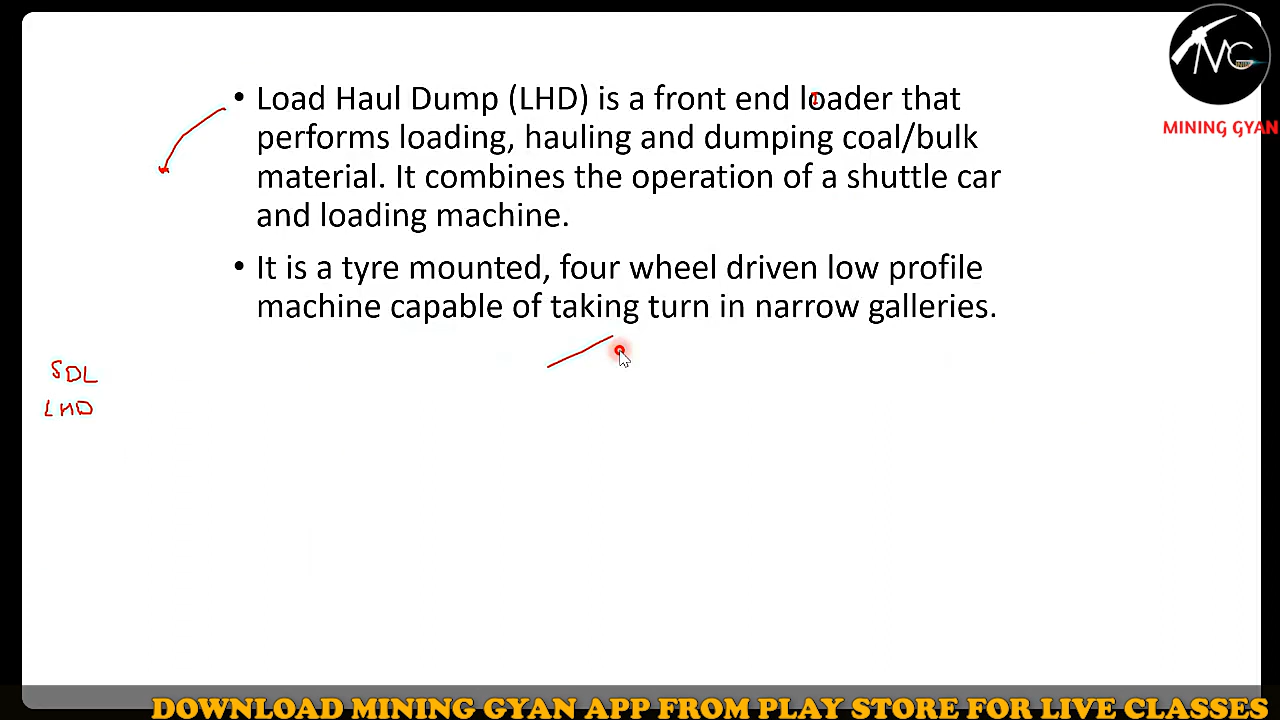 • Load Haul Dump (LHD) is a front end loader that
performs loading, hauling and dumping coal/bulk
material. It combines the operation of a shuttle car
and loading machine.
• It is a tyre mounted, four wheel driven low profile
machine capable of taking turn in narrow galleries.
SDL
LHD
MG
MINING GYAN
DOWNLOAD MINING GYAN APP FROM PLAY STORE FOR LIVE CLASSES